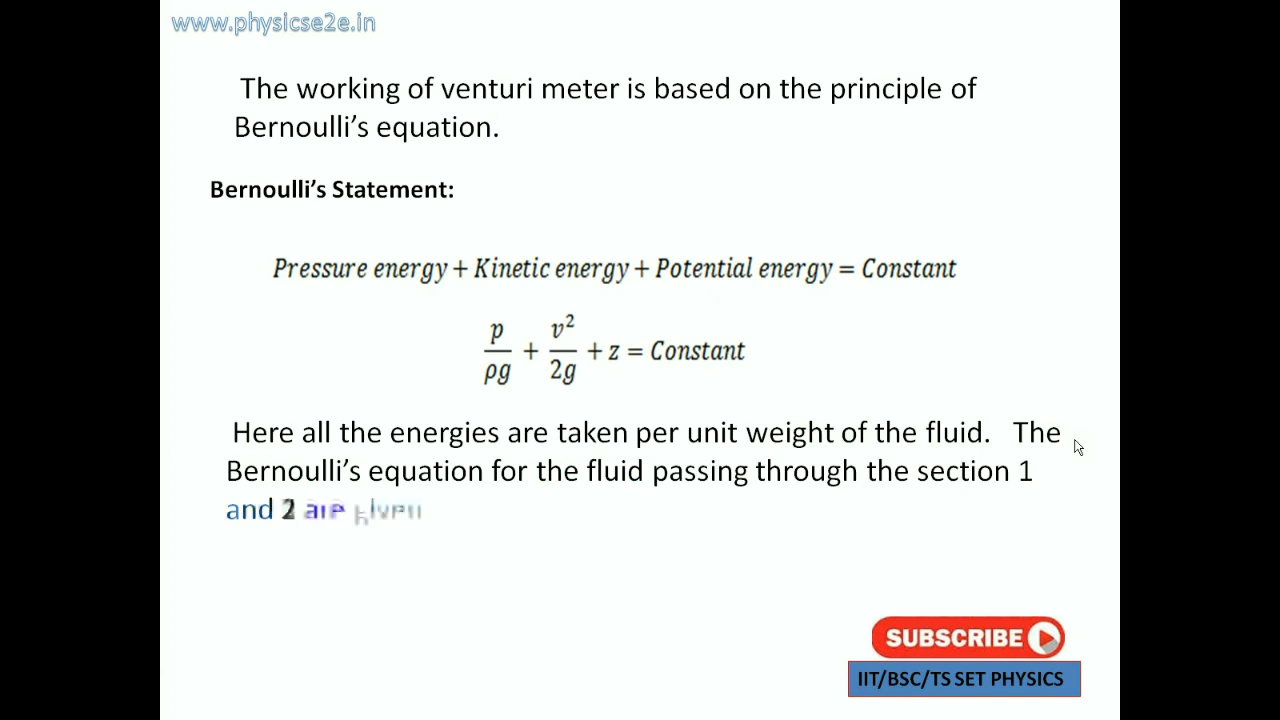 www.physicse2e.in
The working of venturi meter is based on the principle of
Bernoulli’s equation.
Bernoulli’s Statement:
Pressure energy + Kinetic energy + Potential energy = Constant
p/ρg + v²/2g + z = Constant
Here all the energies are taken per unit weight of the fluid. The
Bernoulli’s equation for the fluid passing through the section 1
and 2 are given
SUBSCRIBE
IIT/BSC/TS SET PHYSICS